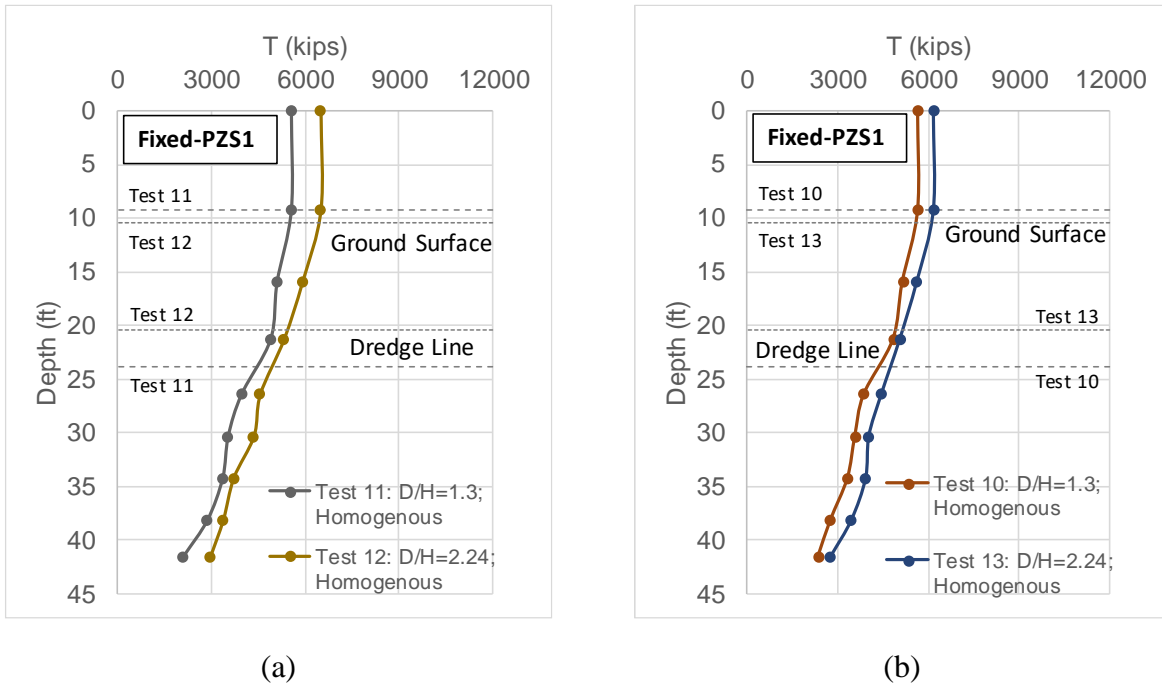 T (kips)
0 3000 6000 9000 12000
0
5
10
15
20
25
30
35
40
45
Depth (ft)
Fixed-PZS1
Test 11
Test 12
Ground Surface
Test 12
Dredge Line
Test 11
Test 11: D/H=1.3;
Homogenous
Test 12: D/H=2.24;
Homogenous
(a)
T (kips)
0 3000 6000 9000 12000
0
5
10
15
20
25
30
35
40
45
Depth (ft)
Fixed-PZS1
Test 10
Test 13
Ground Surface
Test 13
Dredge Line
Test 10
Test 10: D/H=1.3;
Homogenous
Test 13: D/H=2.24;
Homogenous
(b)